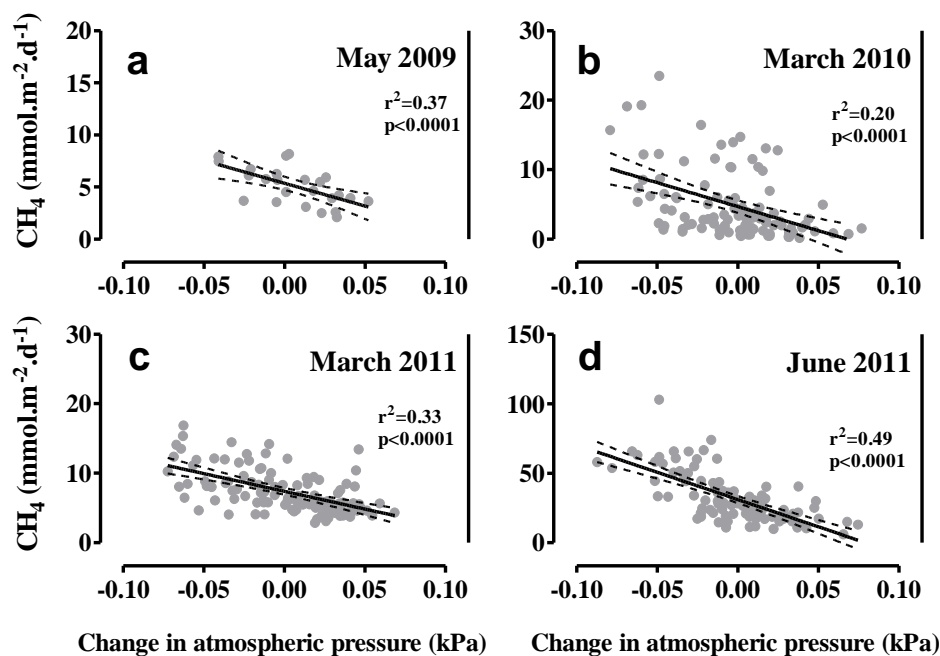 a
May 2009
r²=0.37
p<0.0001
CH₄ (mmol.m⁻².d⁻¹)
20
15
10
5
0
-0.10 -0.05 0.00 0.05 0.10
b
March 2010
r²=0.20
p<0.0001
30
20
10
0
-0.10 -0.05 0.00 0.05 0.10
c
March 2011
r²=0.33
p<0.0001
CH₄ (mmol.m⁻².d⁻¹)
30
20
10
0
-0.10 -0.05 0.00 0.05 0.10
Change in atmospheric pressure (kPa)
d
June 2011
r²=0.49
p<0.0001
150
100
50
0
-0.10 -0.05 0.00 0.05 0.10
Change in atmospheric pressure (kPa)